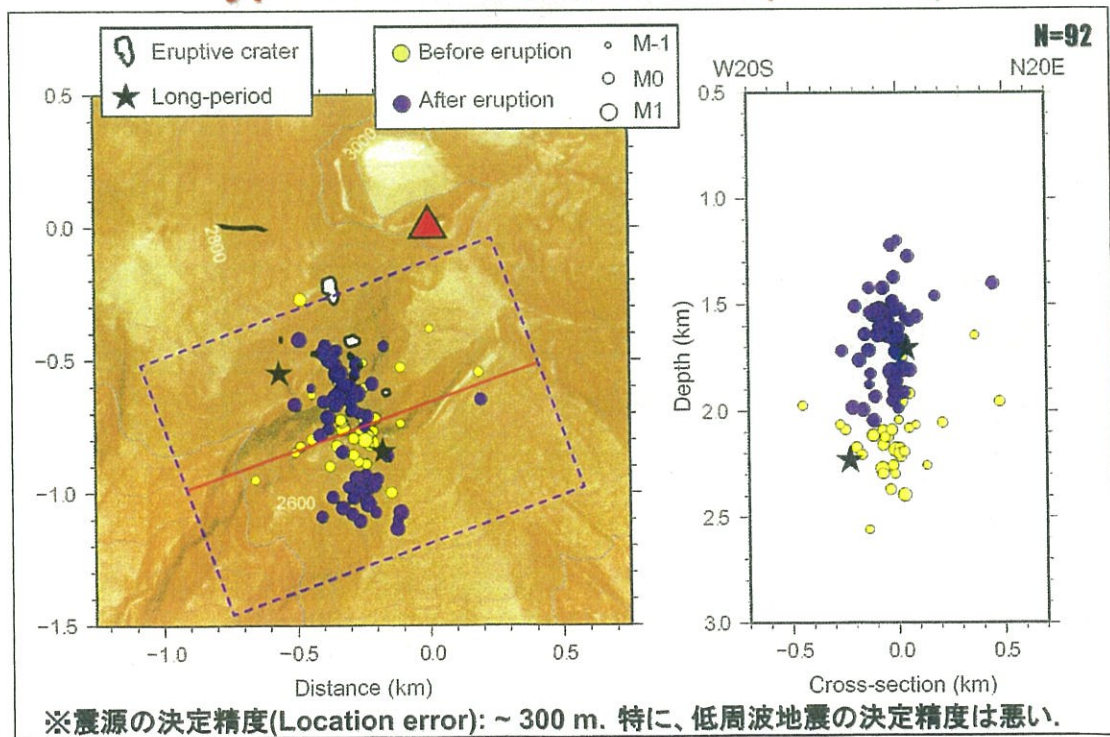 N=92
Eruptive crater
Long-period
Before eruption
After eruption
M-1
M0
M1
W20S
N20E
3000
2800
2600
0.5
0.0
−0.5
−1.0
−1.5
−1.0
−0.5
0.0
0.5
Distance (km)
0.5
1.0
1.5
2.0
2.5
3.0
Depth (km)
−0.5
0.0
0.5
Cross-section (km)
※震源の決定精度(Location error): ~ 300 m. 特に、低周波地震の決定精度は悪い.